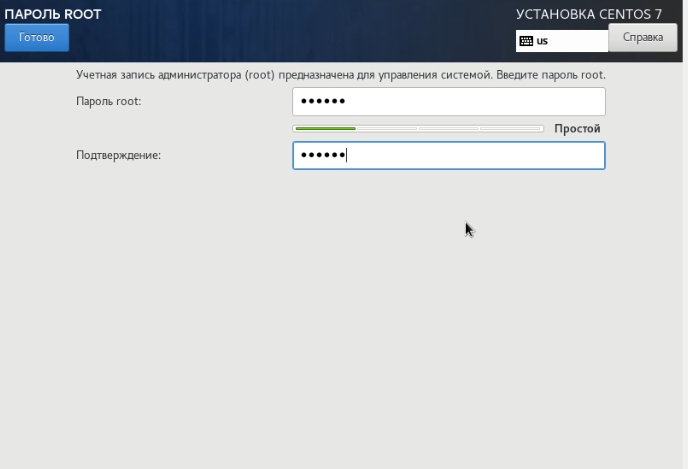 ПАРОЛЬ ROOT
УСТАНОВКА CENTOS 7
Готово
us
Справка
Учетная запись администратора (root) предназначена для управления системой. Введите пароль root.
Пароль root:
••••••
Простой
Подтверждение:
••••••